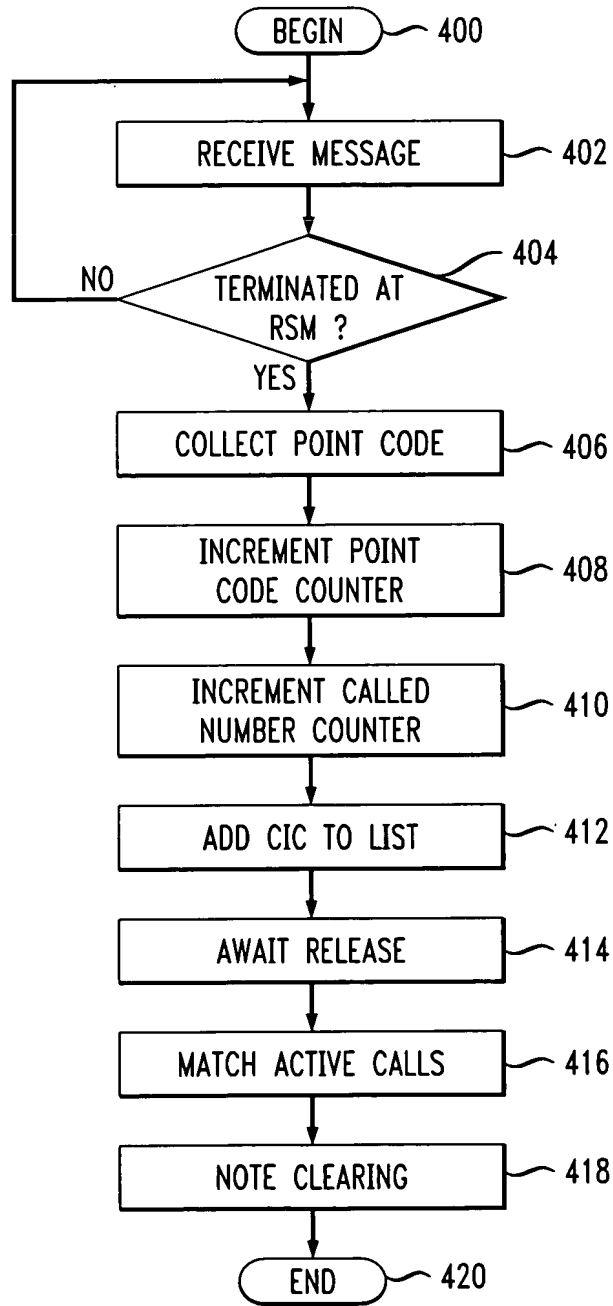 BEGIN 400
RECEIVE MESSAGE 402
404
NO
TERMINATED AT
RSM ?
YES
COLLECT POINT CODE 406
INCREMENT POINT
CODE COUNTER
408
INCREMENT CALLED
NUMBER COUNTER
410
ADD CIC TO LIST 412
AWAIT RELEASE 414
MATCH ACTIVE CALLS 416
NOTE CLEARING 418
END 420